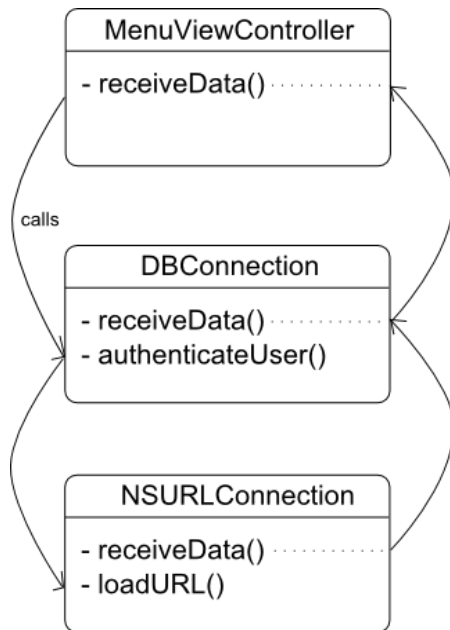 MenuViewController
- receiveData()
calls
DBConnection
- receiveData()
- authenticateUser()
NSURLConnection
- receiveData()
- loadURL()